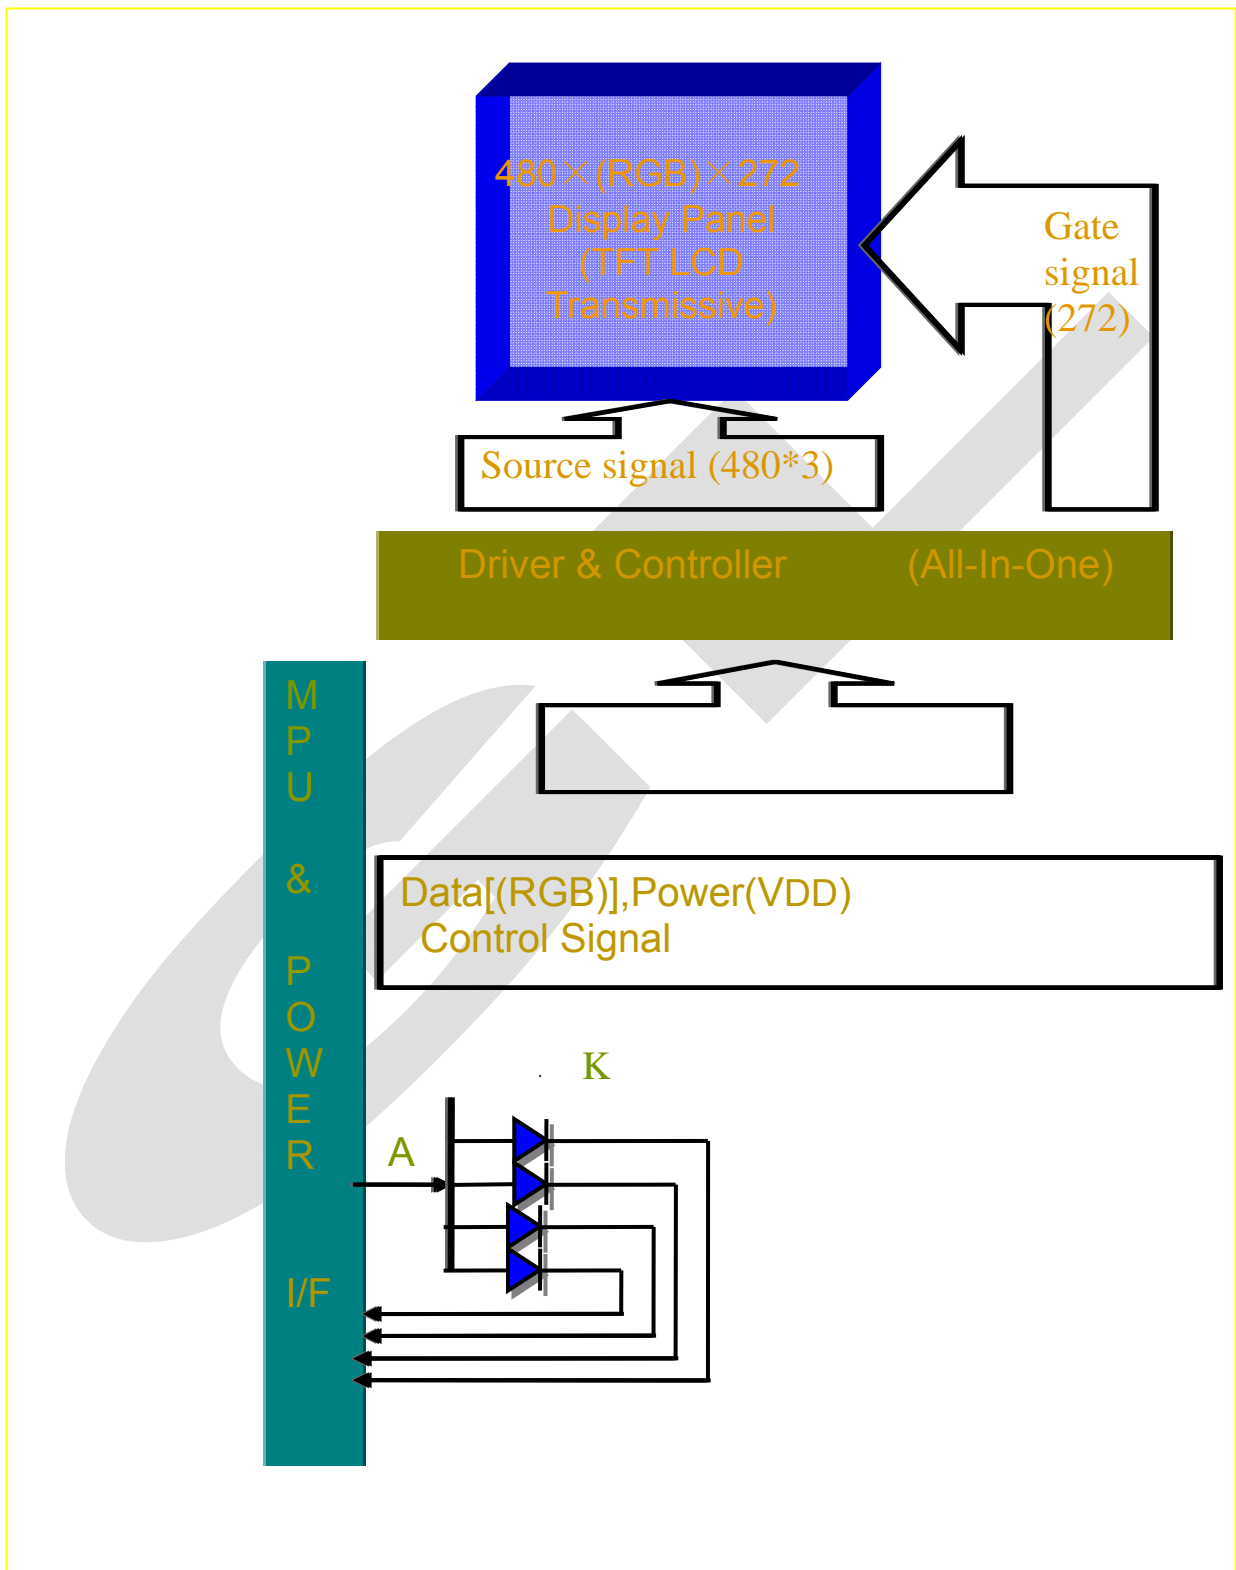 480×(RGB)×272
Display Panel
(TFT LCD
Transmissive)
Gate
signal
(272)
Source signal (480*3)
Driver & Controller (All-In-One)
M
P
U
&
P
O
W
E
R
I/F
Data[(RGB)],Power(VDD)
Control Signal
K
A